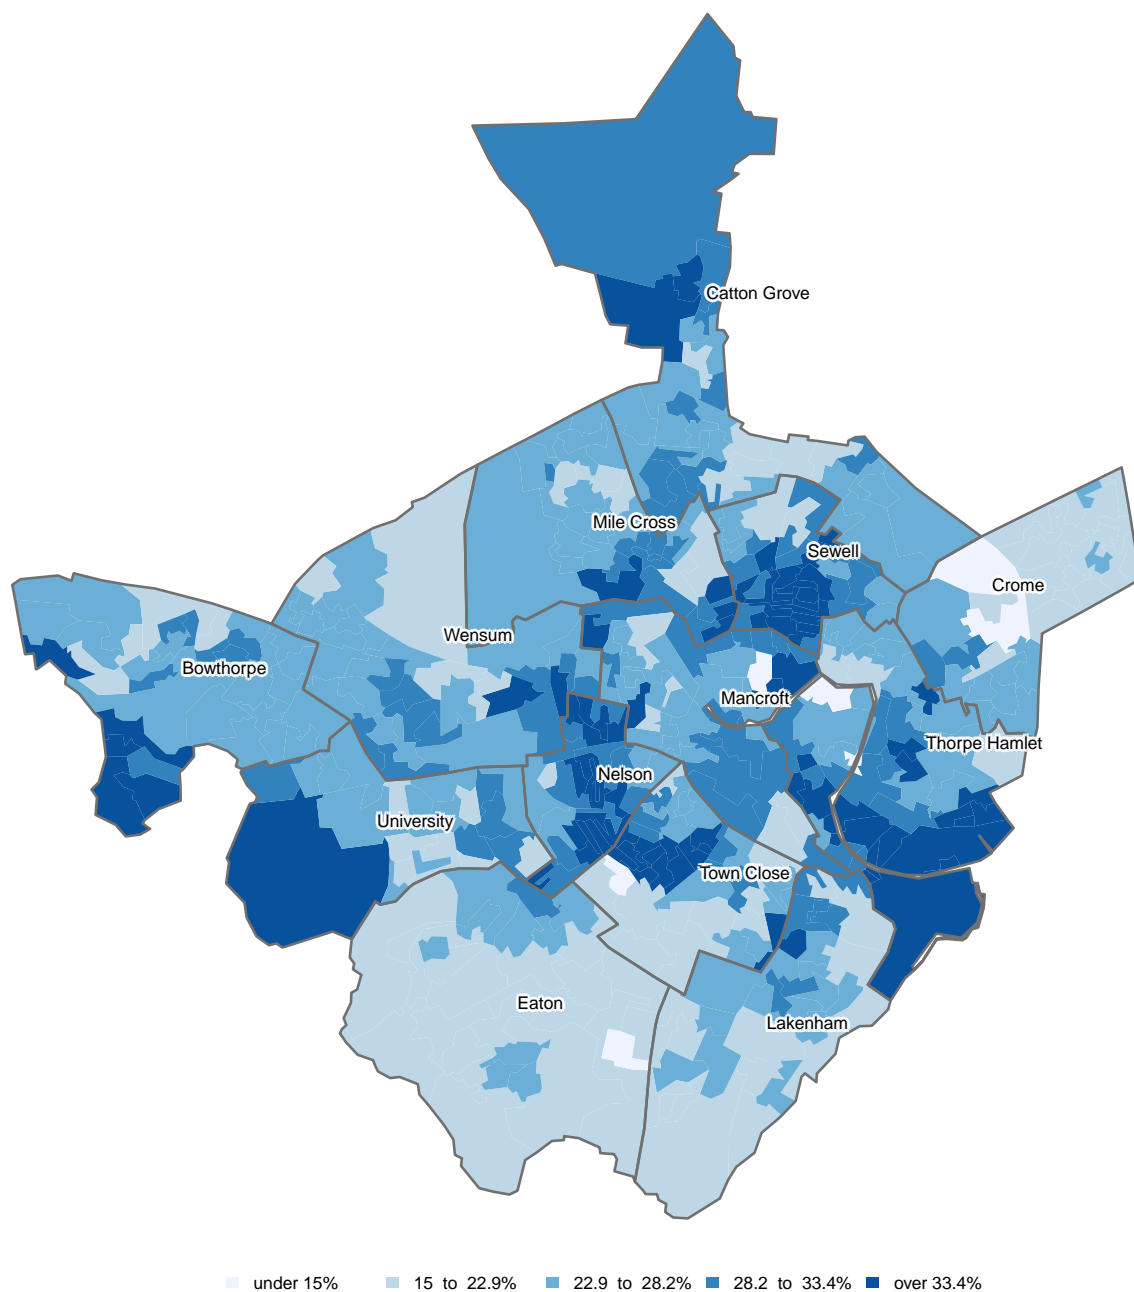 Catton Grove
Mile Cross
Sewell
Crome
Wensum
Bowthorpe
Mancroft
Thorpe Hamlet
Nelson
University
Town Close
Eaton
Lakenham
under 15%
15 to 22.9%
22.9 to 28.2%
28.2 to 33.4%
over 33.4%